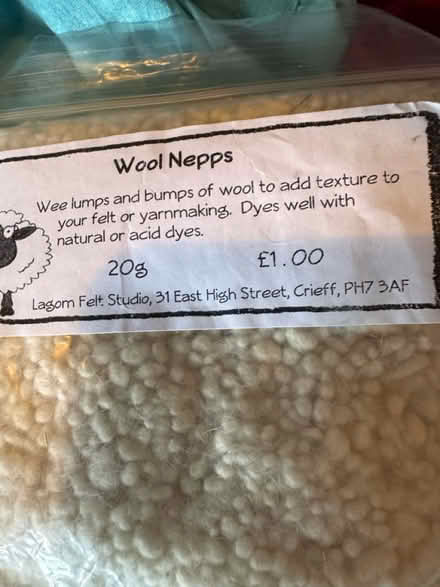 Wool Nepps
Wee lumps and bumps of wool to add texture to
your felt or yarnmaking. Dyes well with
natural or acid dyes.
20g £1.00
Lagom Felt Studio, 31 East High Street, Crieff, PH7 3AF